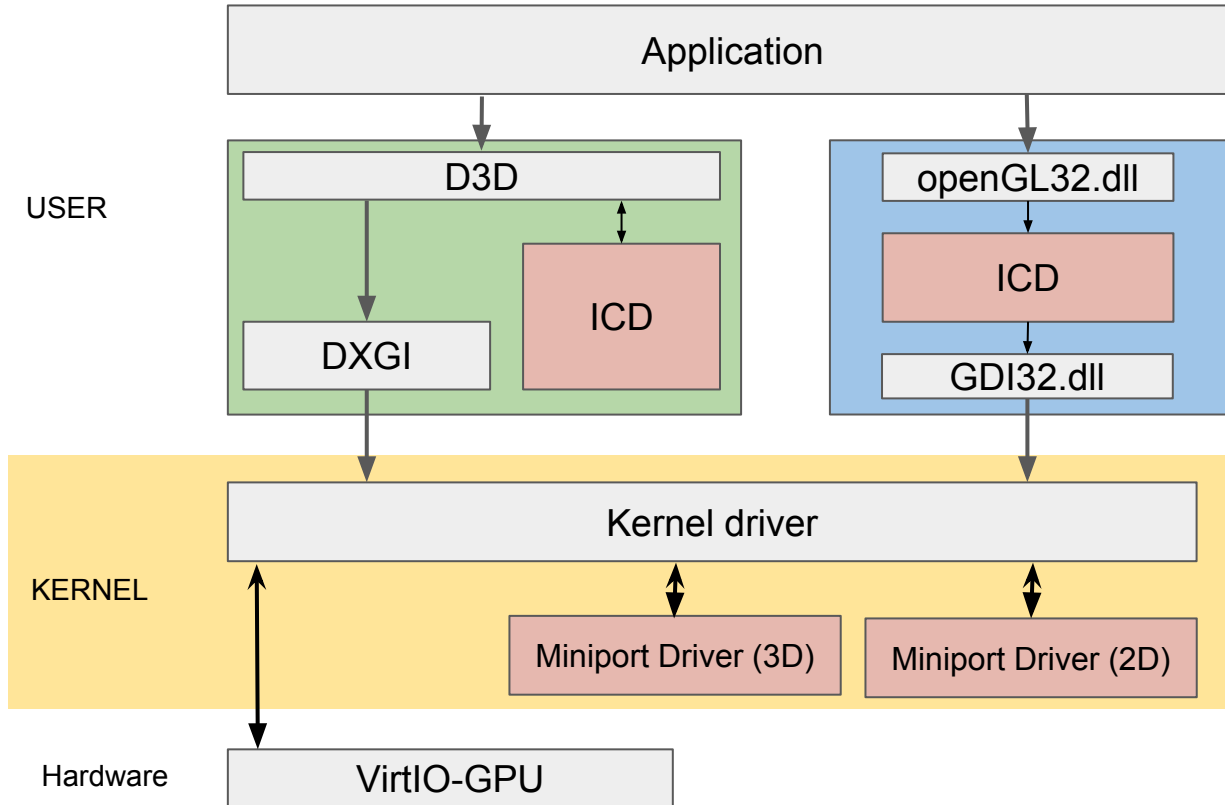 Application
USER
D3D
openGL32.dll
ICD
ICD
DXGI
GDI32.dll
Kernel driver
KERNEL
Miniport Driver (3D)
Miniport Driver (2D)
Hardware
VirtIO-GPU